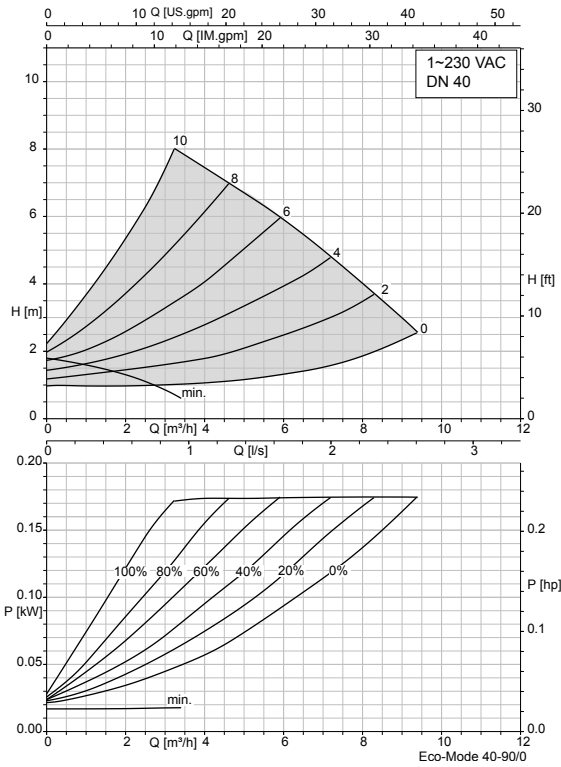 0 10 Q [US.gpm] 20 30 40 50
0 10 Q [IM.gpm] 20 30 40
1~230 VAC
DN 40
10
30
10
8
8
6
6
20
4
4
H [ft]
2
H [m]
10
0
2
min.
0
0
0 2 Q [m³/h] 4 6 8 10 12
0 1 Q [l/s] 2 3
0.20
0.15
0.2
100% 80% 60% 40% 20% 0%
0.10
P [hp]
P [kW]
0.1
0.05
min.
0.00
0.0
0 2 Q [m³/h] 4 6 8 10 12
Eco-Mode 40-90/0